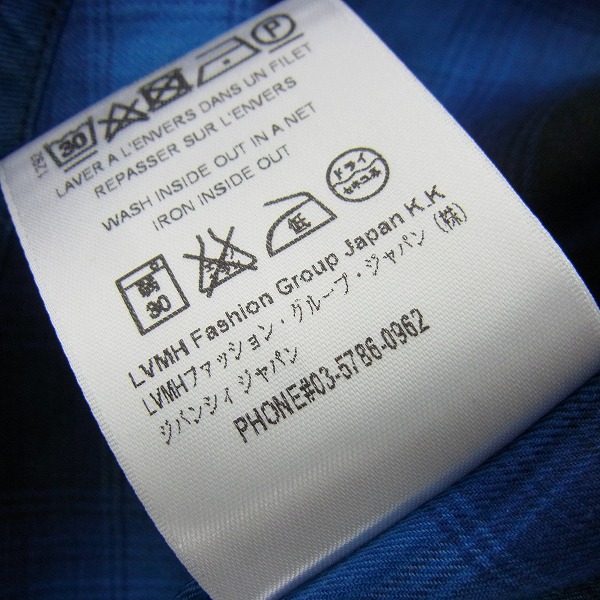 30 P
LAVER A L'ENVERS DANS UN FILET
REPASSER SUR L'ENVERS
WASH INSIDE OUT IN A NET
IRON INSIDE OUT
弱 30 低 ドライ セキユ系
LVMH Fashion Group Japan K.K
LVMHファッション・グループ・ジャパン (株)
ジバンシィ ジャパン
PHONE#03-5786-0962